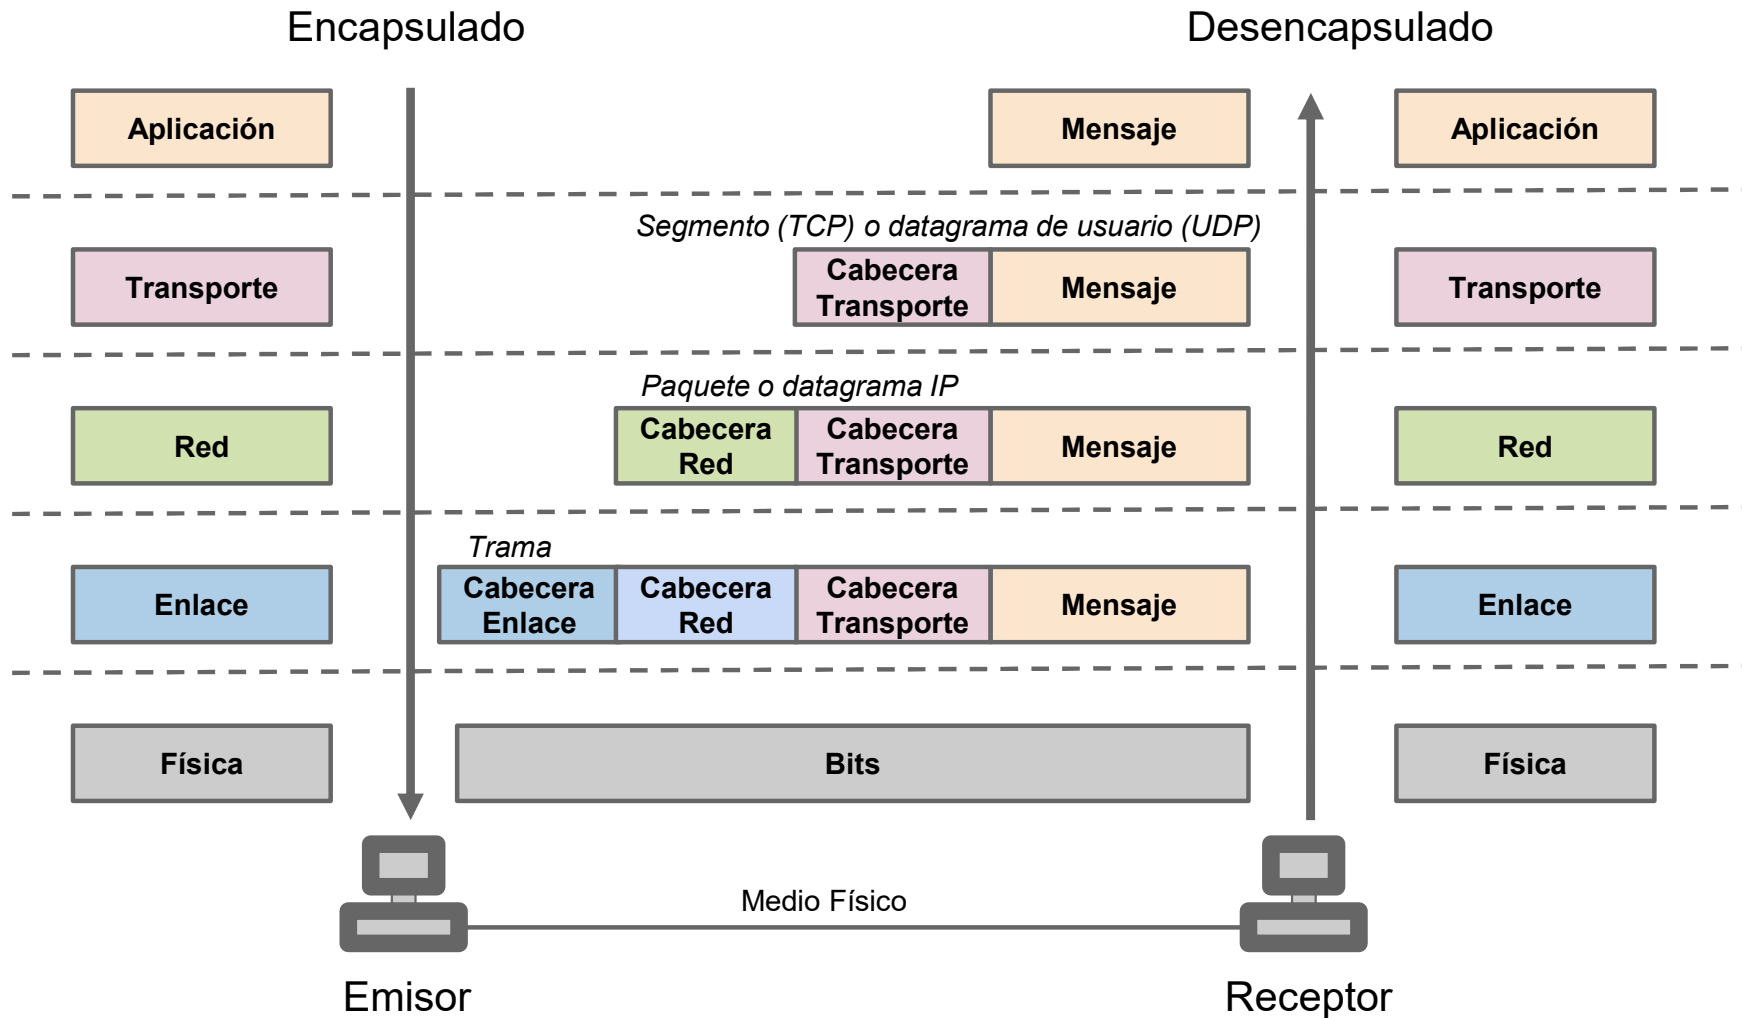 Encapsulado
Desencapsulado
Aplicación
Mensaje
Aplicación
Segmento (TCP) o datagrama de usuario (UDP)
Transporte
Cabecera
Transporte
Mensaje
Transporte
Paquete o datagrama IP
Red
Cabecera
Red
Cabecera
Transporte
Mensaje
Red
Trama
Enlace
Cabecera
Enlace
Cabecera
Red
Cabecera
Transporte
Mensaje
Enlace
Física
Bits
Física
Medio Físico
Emisor
Receptor